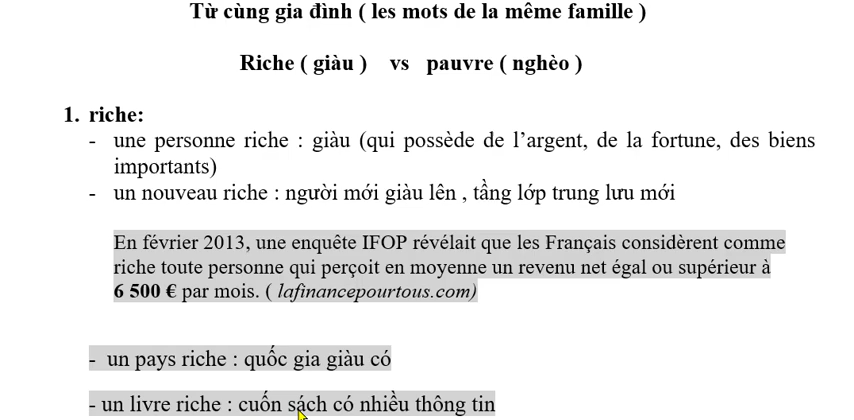 Từ cùng gia đình ( les mots de la même famille )
Riche ( giàu ) vs pauvre ( nghèo )
1. riche:
- une personne riche : giàu (qui possède de l’argent, de la fortune, des biens
importants)
- un nouveau riche : người mới giàu lên , tầng lớp trung lưu mới
En février 2013, une enquête IFOP révélait que les Français considèrent comme
riche toute personne qui perçoit en moyenne un revenu net égal ou supérieur à
6 500 € par mois. ( lafinancepourtous.com)
- un pays riche : quốc gia giàu có
- un livre riche : cuốn sách có nhiều thông tin